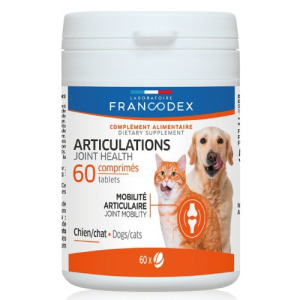 LABORATOIRE
FRANCODEX
COMPLÉMENT ALIMENTAIRE
DIETARY SUPPLEMENT
ARTICULATIONS
JOINT HEALTH
60 comprimés
tablets
MOBILITÉ
ARTICULAIRE
JOINT MOBILITY
Chien/chat • Dogs/cats
60 x